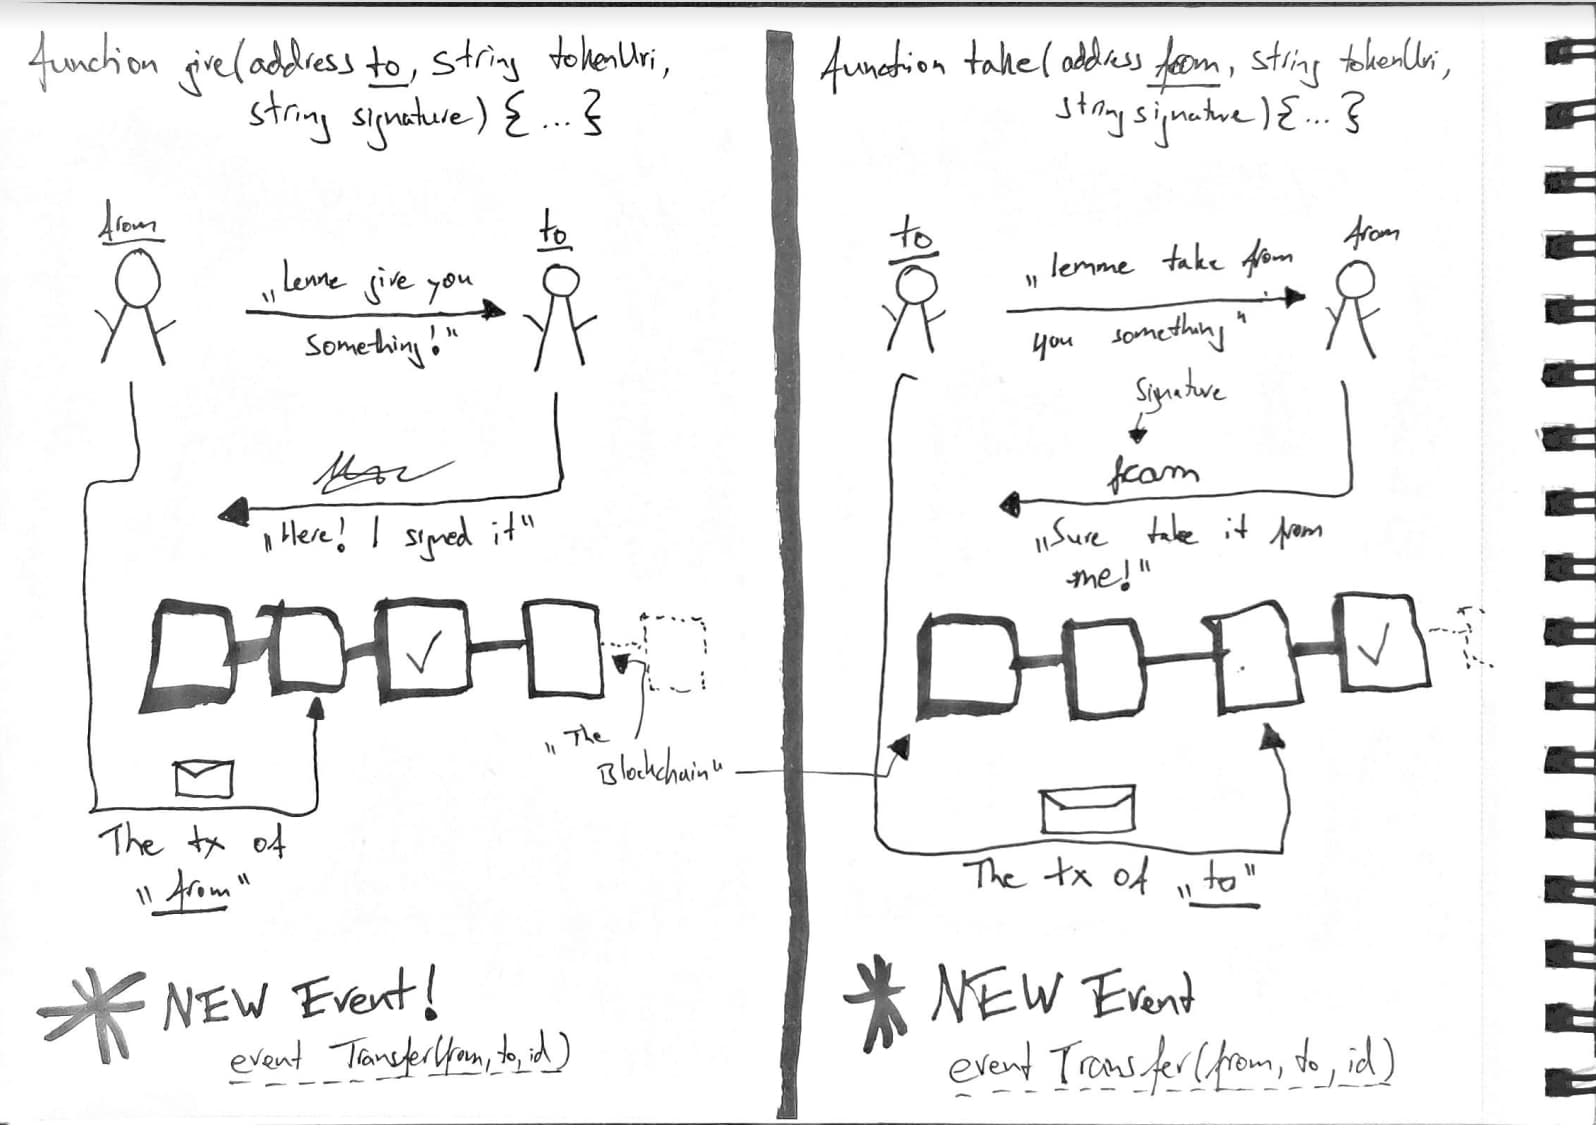 function give(address to, string tokenUri,
string signature) { ... }
from
to
„Lemme give you
something!"
„Here! I signed it"
„The
Blockchain"
The tx of
„from"
NEW Event!
event Transfer(from, to, id)
function take(address from, string tokenUri,
string signature) { ... }
to
from
„lemme take from
you something"
Signature
from
„Sure take it from
me!"
The tx of „to"
NEW Event
event Transfer(from, to, id)